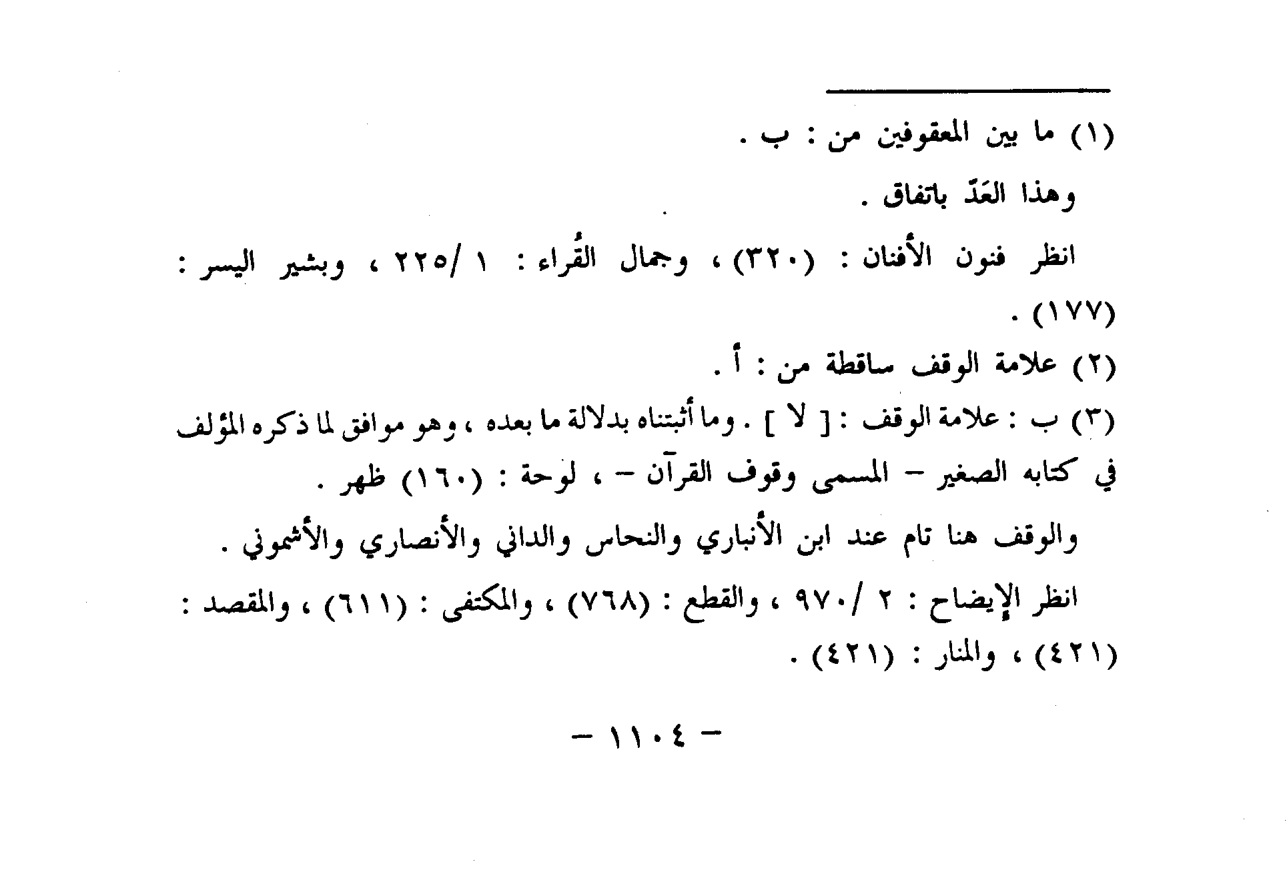 (١) ما بين المعقوفين من : ب .
وهذا العَدّ باتفاق .
انظر فنون الأفنان : (٣٢٠) ، وجمال القُراء : ١ /٢٢٥ ، وبشير اليسر :
(١٧٧) .
(٢) علامة الوقف ساقطة من : أ .
(٣) ب : علامة الوقف : [ لا ] . وما أثبتناه بدلالة ما بعده ، وهو موافق لما ذكره المؤلف
في كتابه الصغير – المسمى وقوف القرآن – ، لوحة : (١٦٠) ظهر .
والوقف هنا تام عند ابن الأنباري والنحاس والداني والأنصاري والأشموني .
انظر الإيضاح : ٢ /٩٧٠ ، والقطع : (٧٦٨) ، والمكتفى : (٦١١) ، والمقصد :
(٤٢١) ، والمنار : (٤٢١) .
– ١١٠٤ –